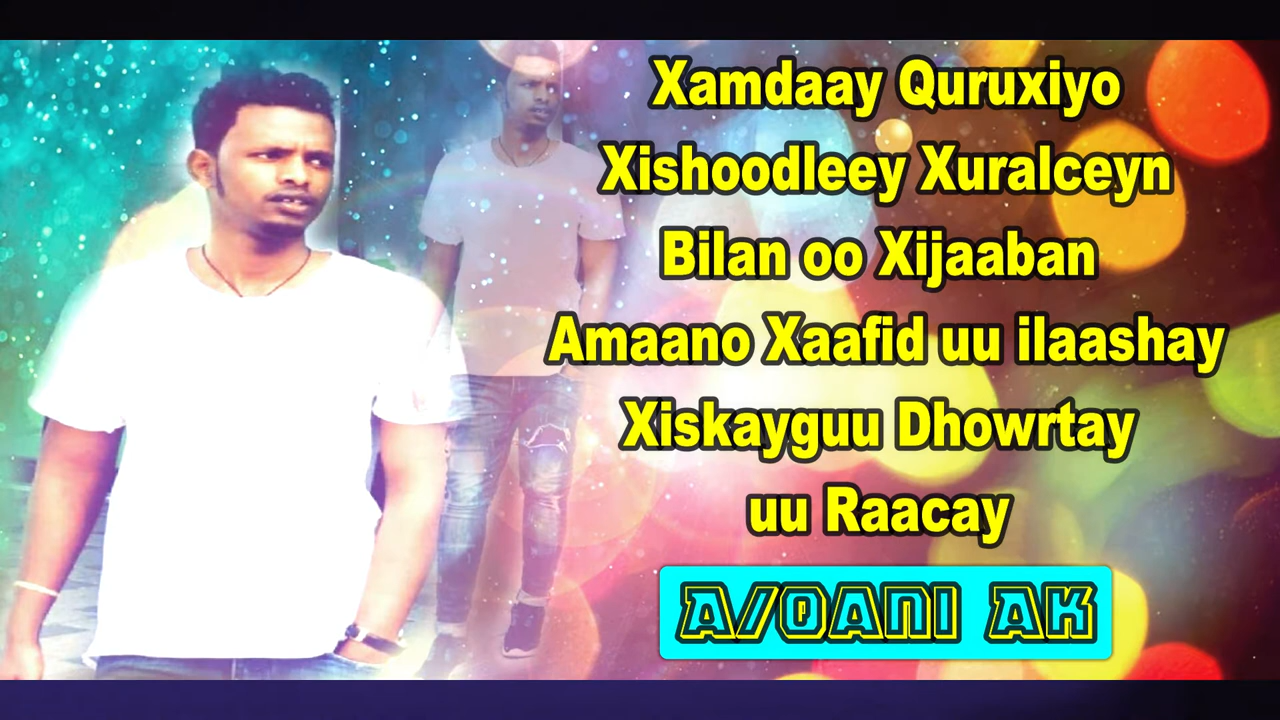 Xamdaay Quruxiyo
Xishoodleey Xuralceyn
Bilan oo Xijaaban
Amaano Xaafid uu ilaashay
Xiskayguu Dhowrtay
uu Raacay
A/QANI AK